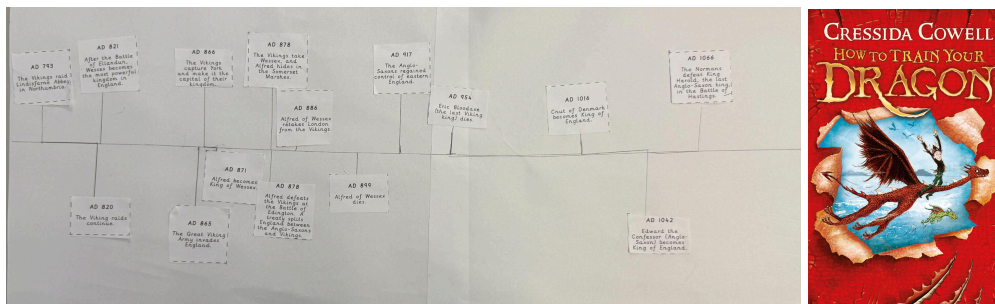 AD 793
The Vikings raid
Lindisfarne Abbey
in Northumbria.
AD 821
After the Battle
of Ellandun,
Wessex becomes
the most powerful
kingdom in
England.
AD 866
The Vikings
capture York
and make it the
capital of their
kingdom.
AD 878
The Vikings take
Wessex, and
Alfred hides in
the Somerset
Marshes.
AD 886
Alfred of Wessex
retakes London
from the Vikings.
AD 917
The Anglo-
Saxons regained
control of eastern
England.
AD 954
Eric Bloodaxe
(the last Viking
king) dies.
AD 1016
Cnut of Denmark
becomes King of
England.
AD 1066
The Normans
defeat King
Harold, the last
Anglo-Saxon king,
in the Battle of
Hastings.
AD 820
The Viking raids
continue.
AD 865
The Great Viking
Army invades
England.
AD 871
Alfred becomes
King of Wessex.
AD 878
Alfred defeats
the Vikings at
the Battle of
Edington. A
treaty splits
England between
the Anglo-Saxons
and Vikings.
AD 899
Alfred of Wessex
dies.
AD 1042
Edward the
Confessor (Anglo-
Saxon) becomes
King of England.
CRESSIDA COWELL
HOW TO TRAIN YOUR
DRAGON